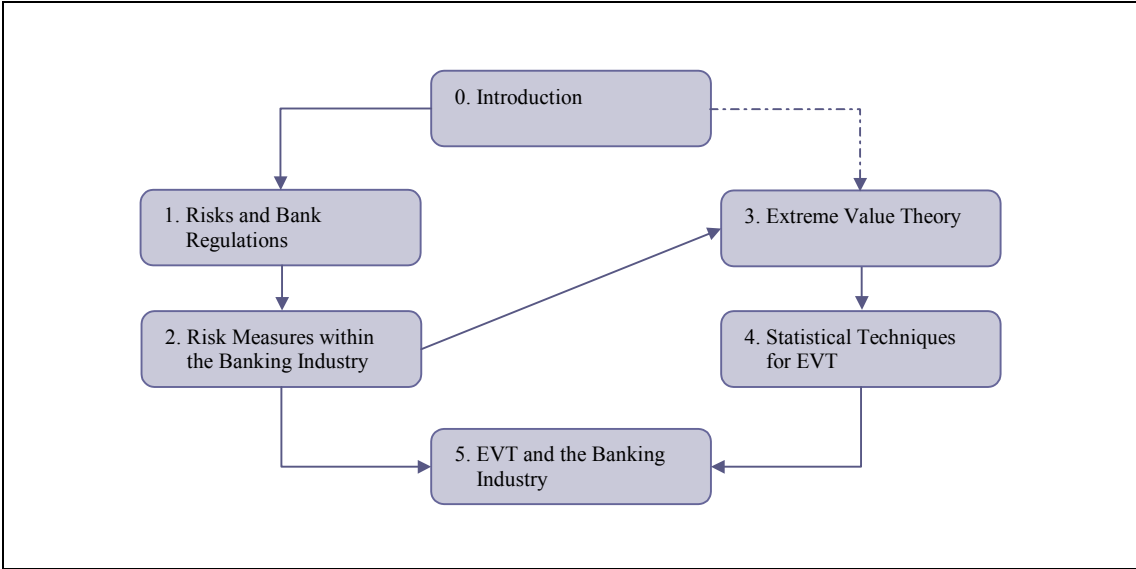 0. Introduction
1. Risks and Bank
Regulations
2. Risk Measures within
the Banking Industry
3. Extreme Value Theory
4. Statistical Techniques
for EVT
5. EVT and the Banking
Industry